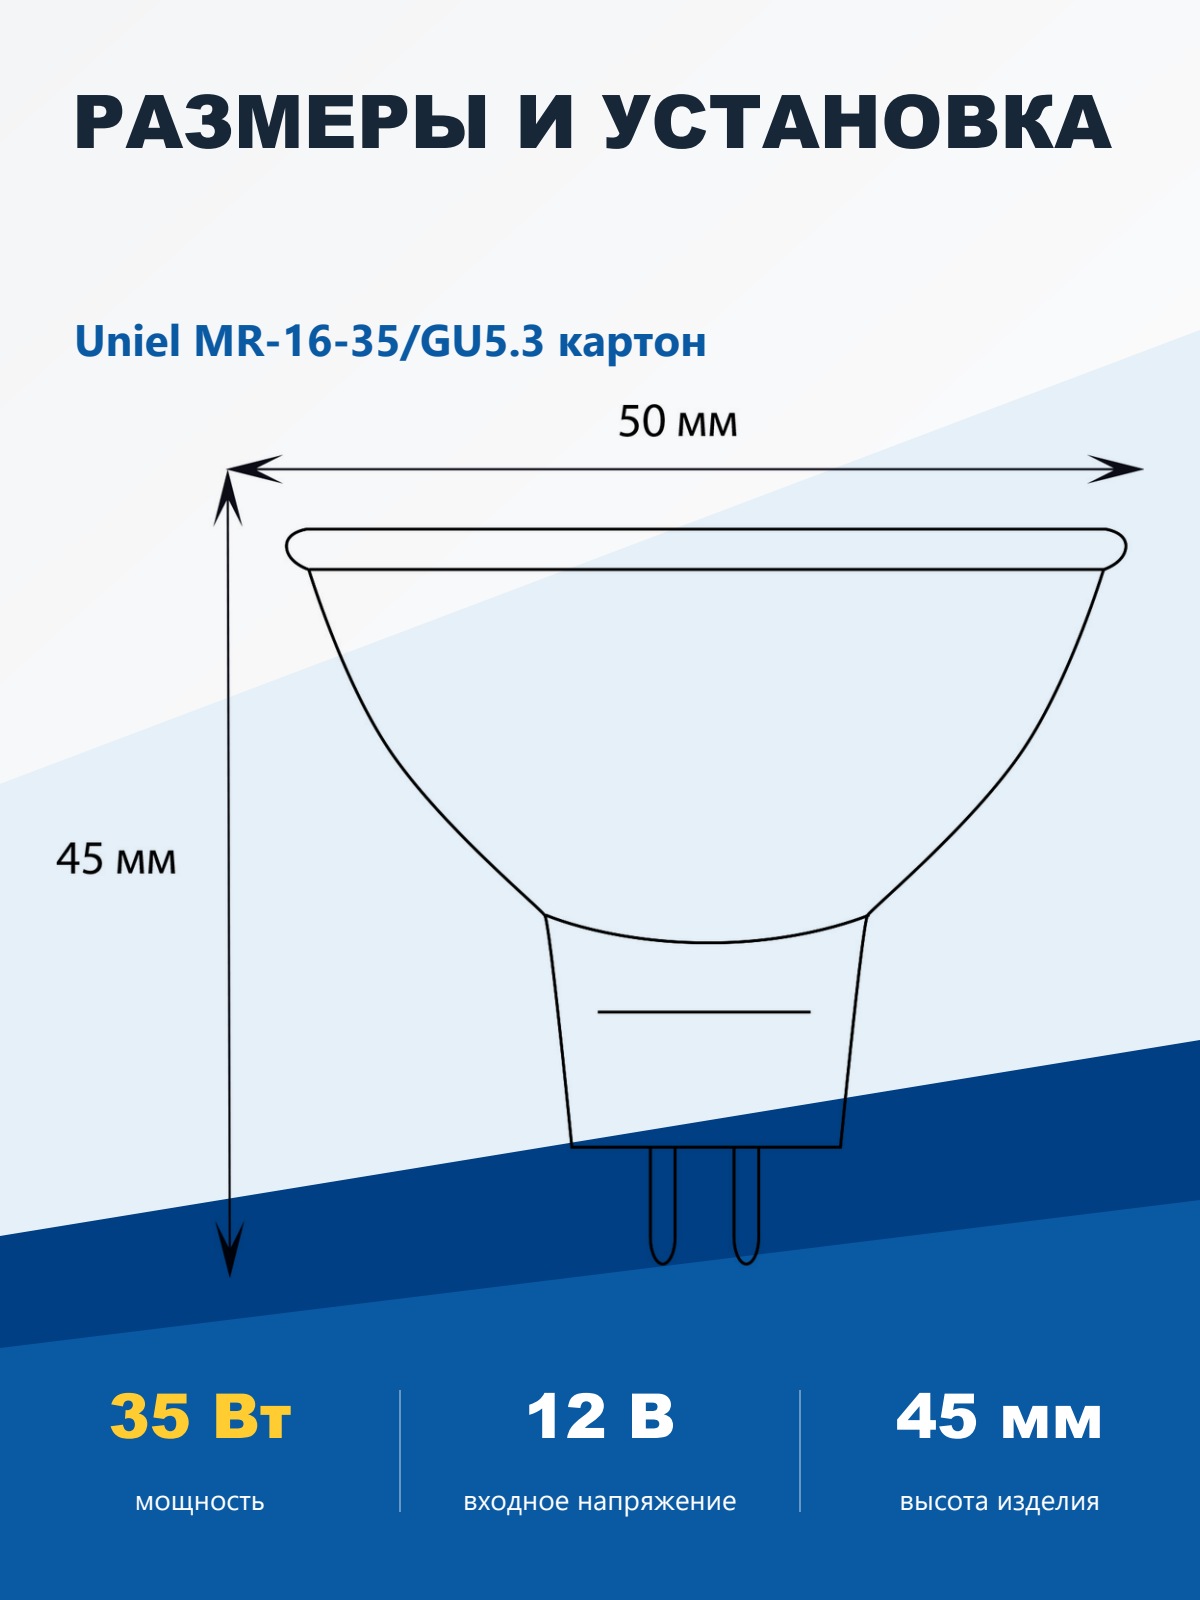 РАЗМЕРЫ И УСТАНОВКА
Uniel MR-16-35/GU5.3 картон
50 мм
45 мм
35 Вт
мощность
12 В
входное напряжение
45 мм
высота изделия